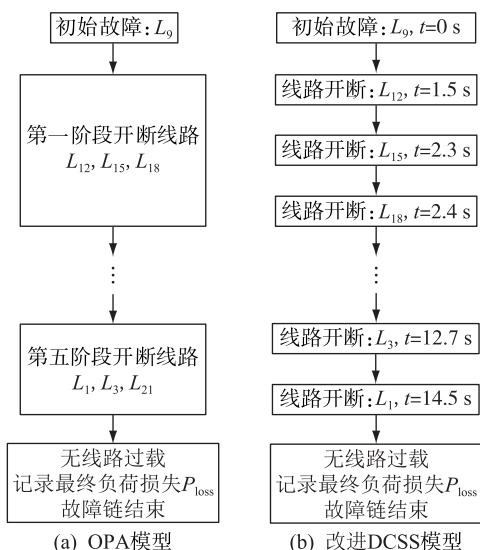 初始故障:L₉
第一阶段开断线路
L₁₂, L₁₅, L₁₈
⋮
第五阶段开断线路
L₁, L₃, L₂₁
无线路过载
记录最终负荷损失P_loss
故障链结束
(a) OPA模型
初始故障:L₉, t=0 s
线路开断:L₁₂, t=1.5 s
线路开断:L₁₅, t=2.3 s
线路开断:L₁₈, t=2.4 s
⋮
线路开断:L₃, t=12.7 s
线路开断:L₁, t=14.5 s
无线路过载
记录最终负荷损失P_loss
故障链结束
(b) 改进DCSS模型